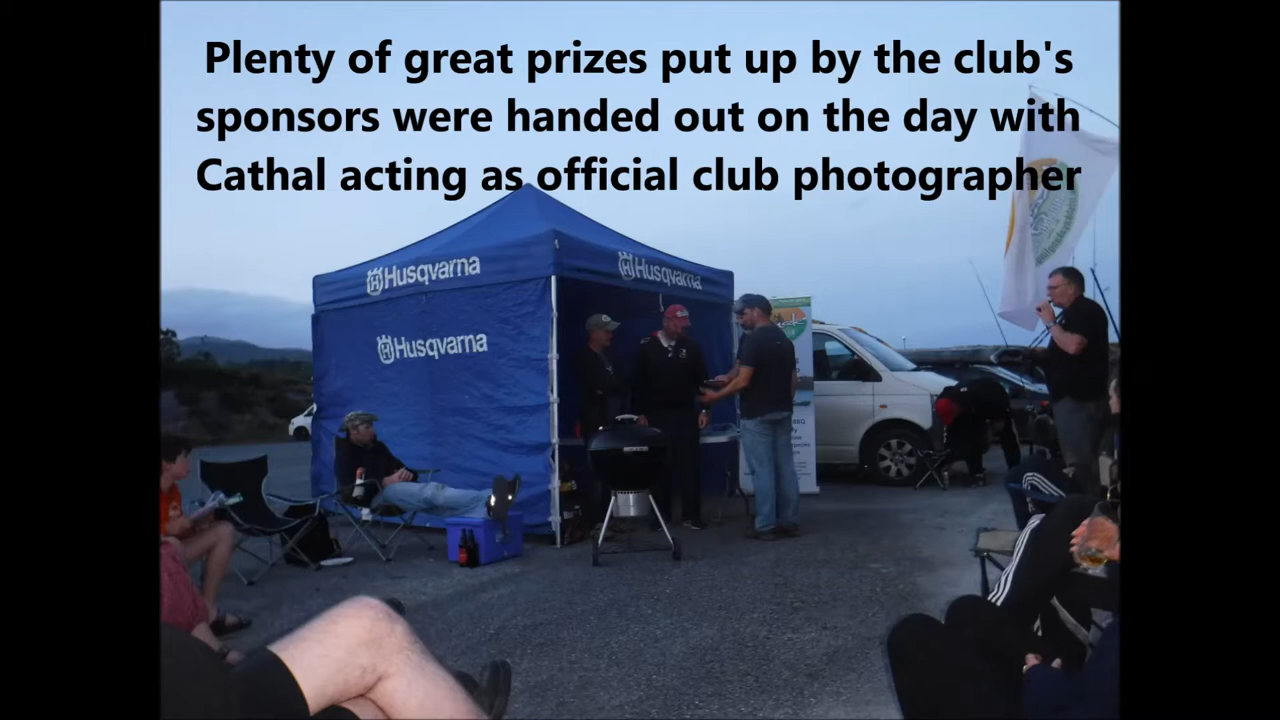 Plenty of great prizes put up by the club's
sponsors were handed out on the day with
Cathal acting as official club photographer
Husqvarna
Husqvarna
Husqvarna